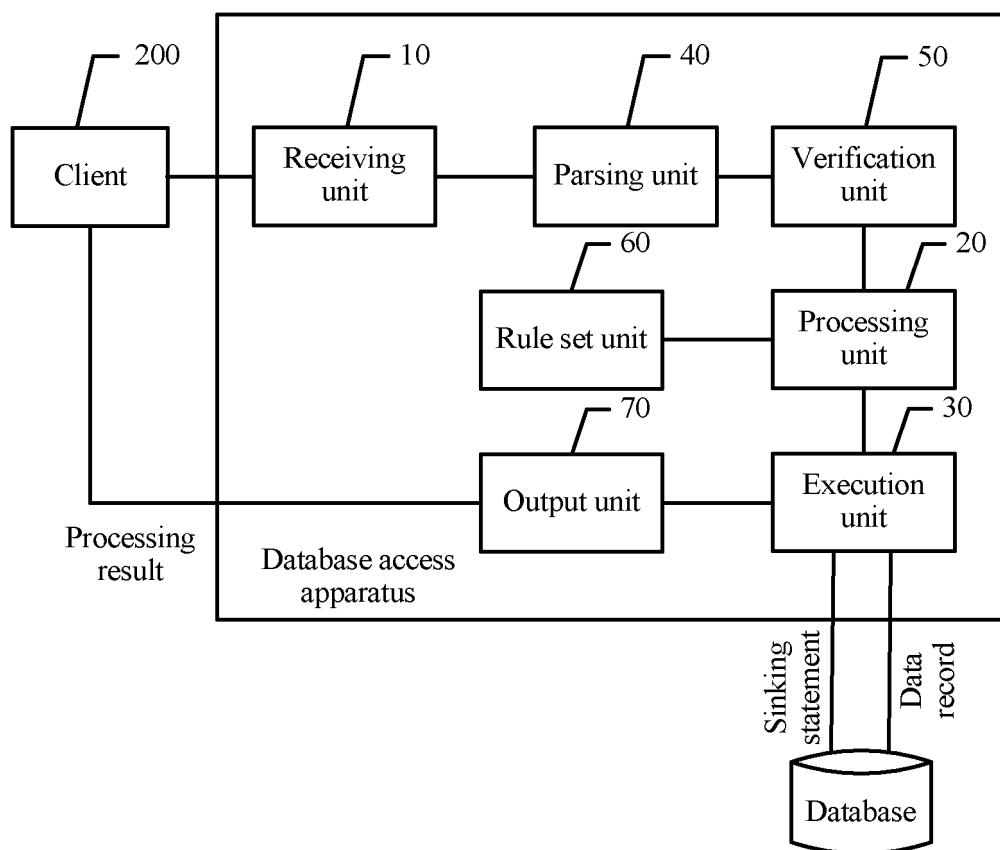 200
10
40
50
Client
Receiving
unit
Parsing unit
Verification
unit
60
20
Rule set unit
Processing
unit
70
30
Output unit
Execution
unit
Processing
result
Database access
apparatus
Sinking
statement
Data
record
Database